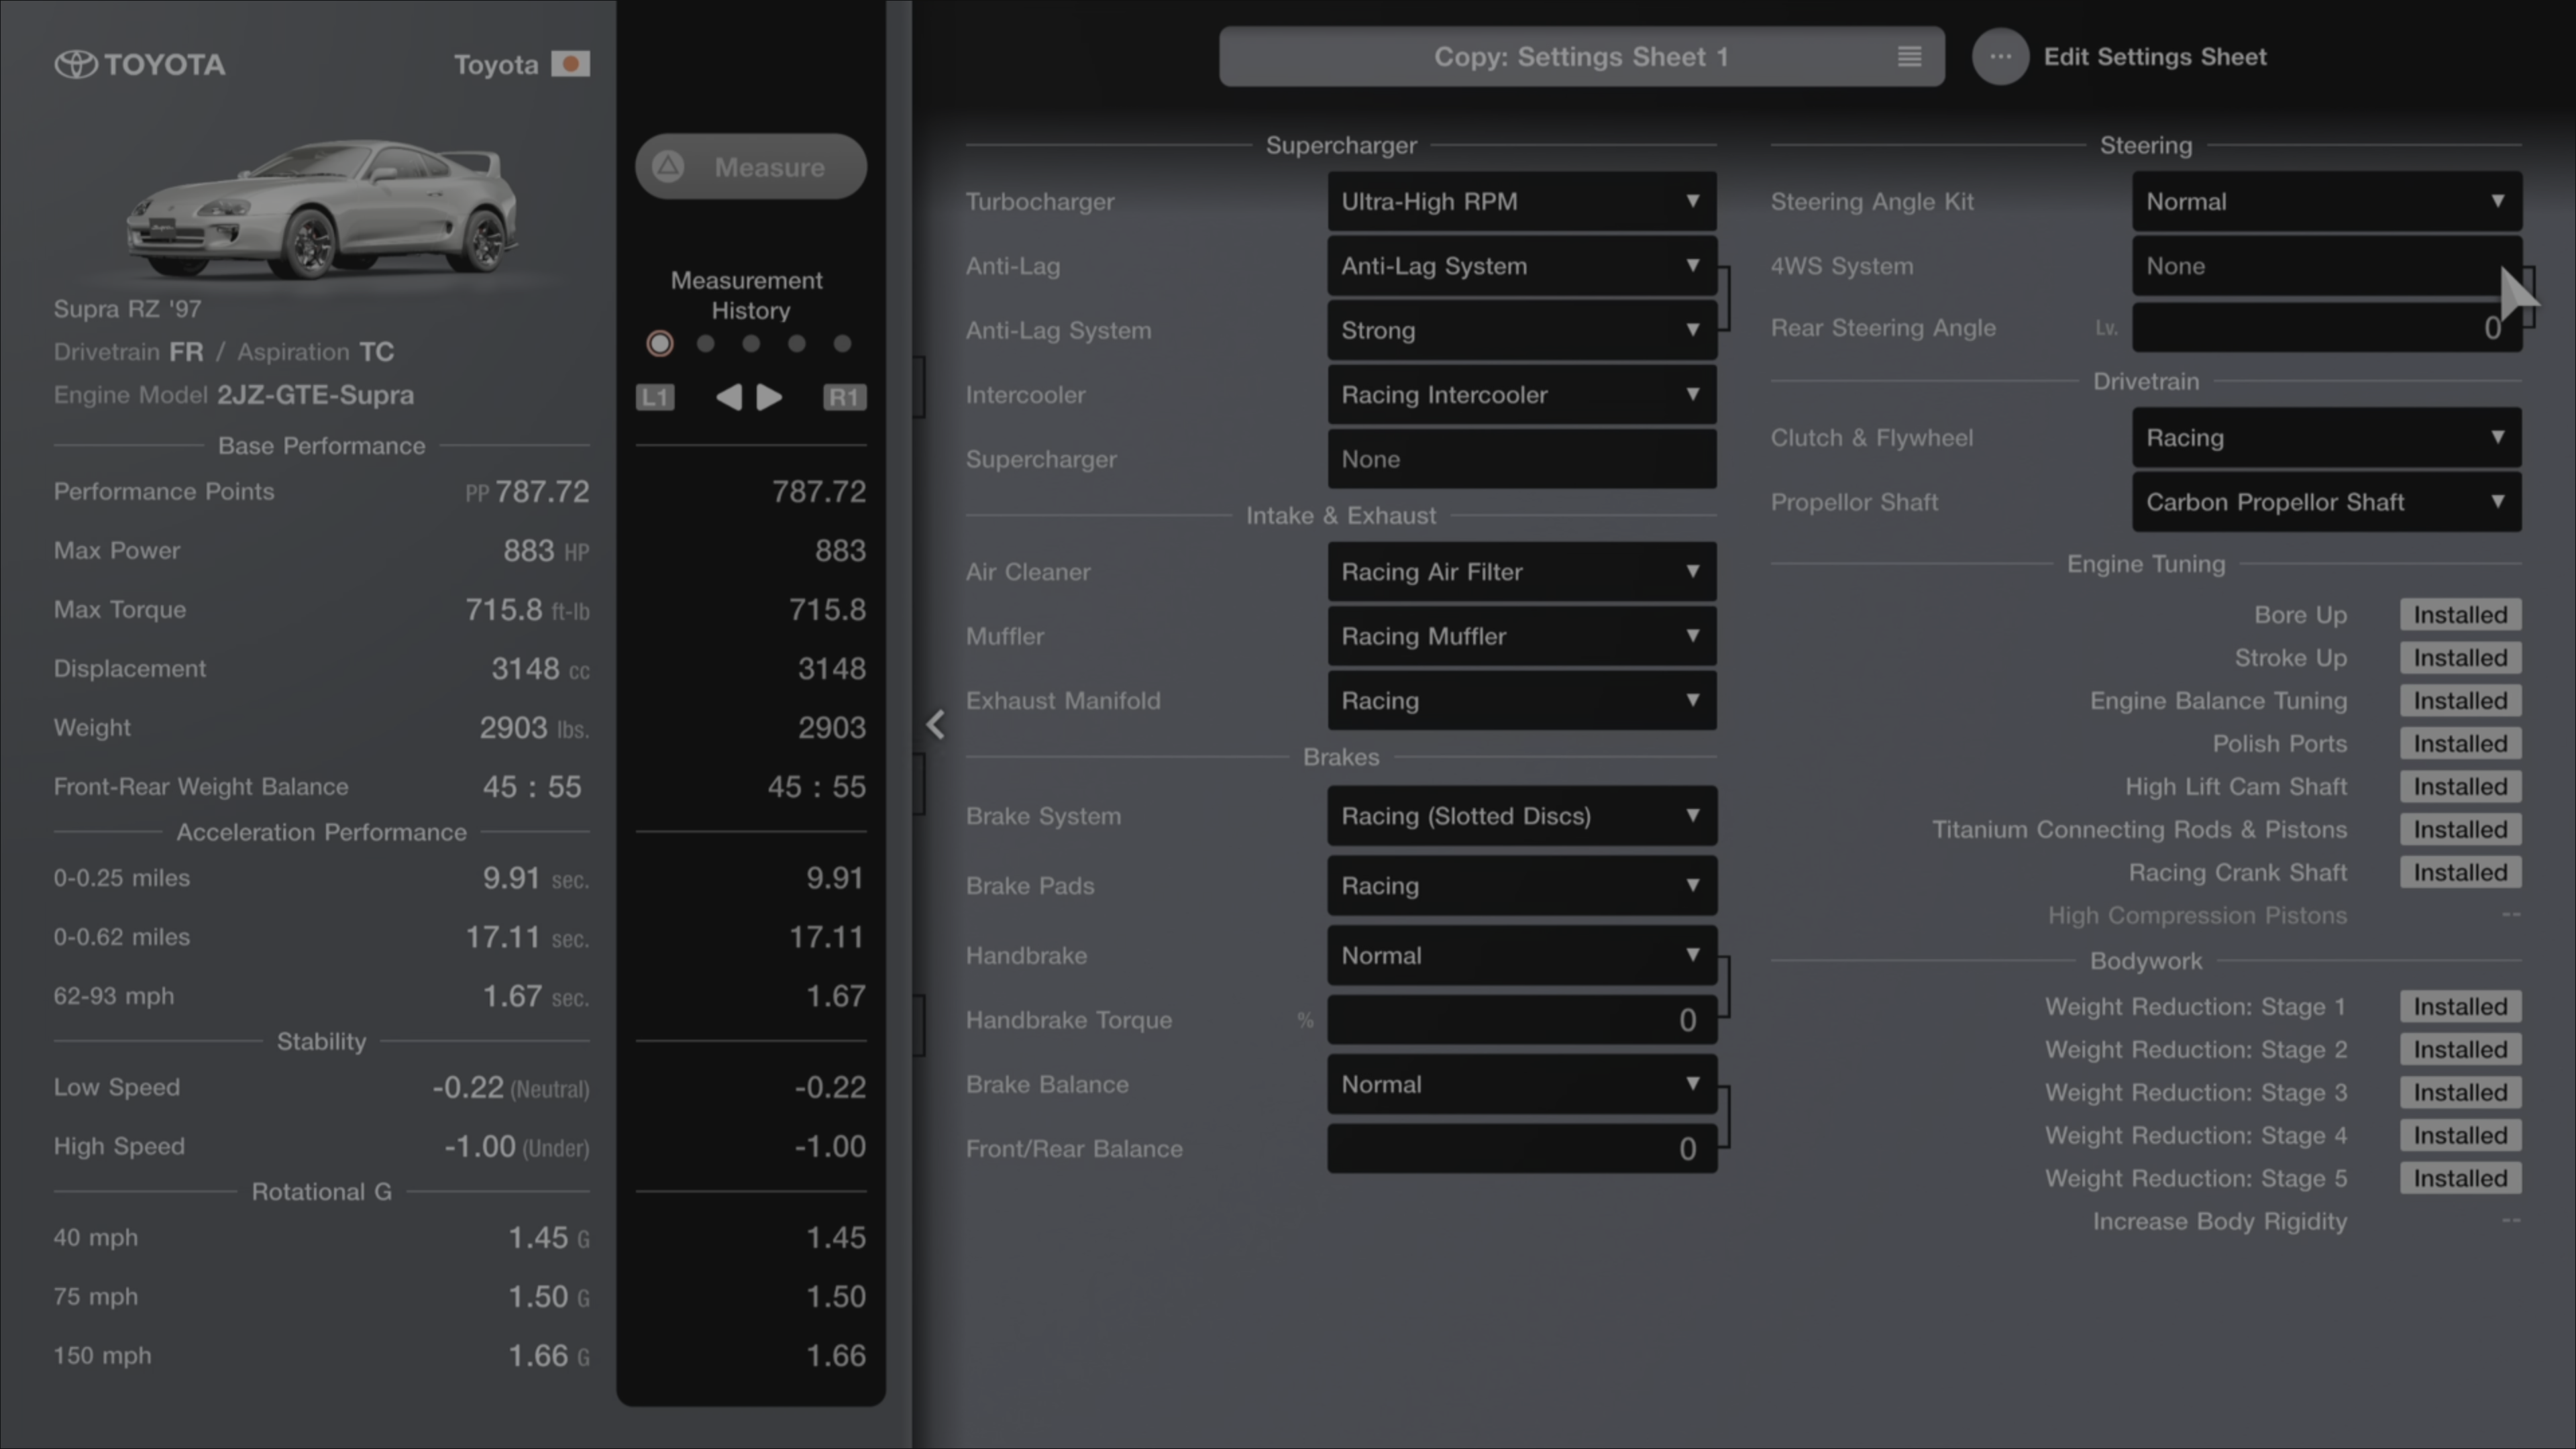 TOYOTA
Toyota
Supra RZ '97
Drivetrain FR / Aspiration TC
Engine Model 2JZ-GTE-Supra
Base Performance
Performance Points PP 787.72
Max Power 883 HP
Max Torque 715.8 ft-lb
Displacement 3148 cc
Weight 2903 lbs.
Front-Rear Weight Balance 45 : 55
Acceleration Performance
0-0.25 miles 9.91 sec.
0-0.62 miles 17.11 sec.
62-93 mph 1.67 sec.
Stability
Low Speed -0.22 (Neutral)
High Speed -1.00 (Under)
Rotational G
40 mph 1.45 G
75 mph 1.50 G
150 mph 1.66 G
Measure
Measurement
History
L1 R1
787.72
883
715.8
3148
2903
45 : 55
9.91
17.11
1.67
-0.22
-1.00
1.45
1.50
1.66
Copy: Settings Sheet 1
Edit Settings Sheet
Supercharger
Turbocharger Ultra-High RPM
Anti-Lag Anti-Lag System
Anti-Lag System Strong
Intercooler Racing Intercooler
Supercharger None
Intake & Exhaust
Air Cleaner Racing Air Filter
Muffler Racing Muffler
Exhaust Manifold Racing
Brakes
Brake System Racing (Slotted Discs)
Brake Pads Racing
Handbrake Normal
Handbrake Torque % 0
Brake Balance Normal
Front/Rear Balance 0
Steering
Steering Angle Kit Normal
4WS System None
Rear Steering Angle Lv. 0
Drivetrain
Clutch & Flywheel Racing
Propellor Shaft Carbon Propellor Shaft
Engine Tuning
Bore Up Installed
Stroke Up Installed
Engine Balance Tuning Installed
Polish Ports Installed
High Lift Cam Shaft Installed
Titanium Connecting Rods & Pistons Installed
Racing Crank Shaft Installed
High Compression Pistons --
Bodywork
Weight Reduction: Stage 1 Installed
Weight Reduction: Stage 2 Installed
Weight Reduction: Stage 3 Installed
Weight Reduction: Stage 4 Installed
Weight Reduction: Stage 5 Installed
Increase Body Rigidity --